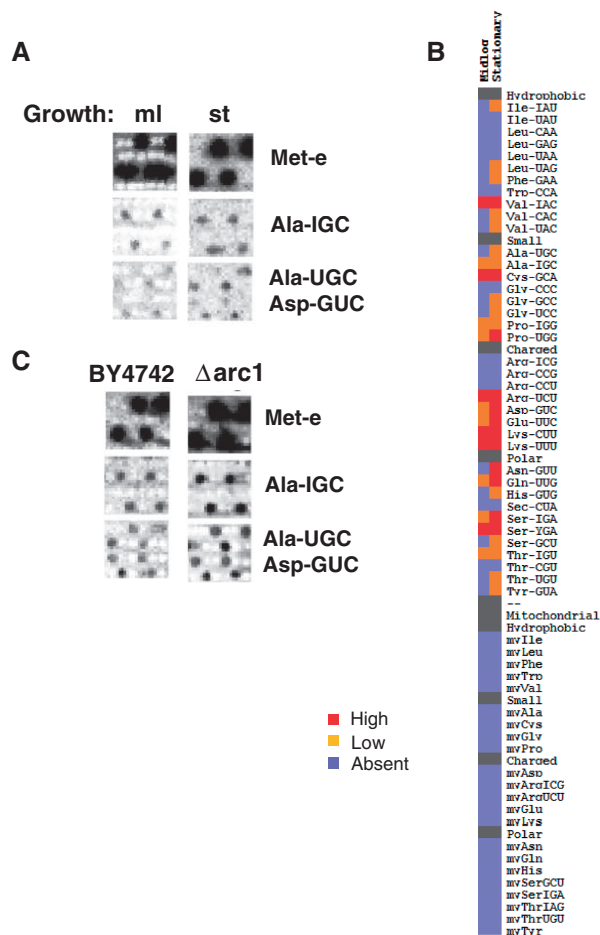 A
B
Growth: ml st
Met-e
Ala-IGC
Ala-UGC
Asp-GUC
C
BY4742 Δarc1
Met-e
Ala-IGC
Ala-UGC
Asp-GUC
High
Low
Absent
Midlog
Stationary
Hydrophobic
Ile-IAU
Ile-UAU
Leu-CAA
Leu-GAG
Leu-UAA
Leu-UAG
Phe-GAA
Trp-CCA
Val-IAC
Val-CAC
Val-UAC
Small
Ala-UGC
Ala-IGC
Cys-GCA
Gly-CCC
Gly-GCC
Gly-UCC
Pro-IGG
Pro-UGG
Charged
Arg-ICG
Arg-CCG
Arg-CCU
Arg-UCU
Asp-GUC
Glu-UUC
Lys-CUU
Lys-UUU
Polar
Asn-GUU
Gln-UUG
His-GUG
Sec-CUA
Ser-IGA
Ser-IGA
Ser-GCU
Thr-IGU
Thr-CGU
Thr-UGU
Tyr-GUA
--
Mitochondrial
Hydrophobic
myIle
myLeu
myPhe
myTrp
myVal
Small
myAla
myCys
myGly
myPro
Charged
myAsp
myArgICG
myArgUCU
myGlu
myLys
Polar
myAsn
myGln
myHis
mySerGCU
mySerIGA
myThrIAG
myThrUGU
myTyr